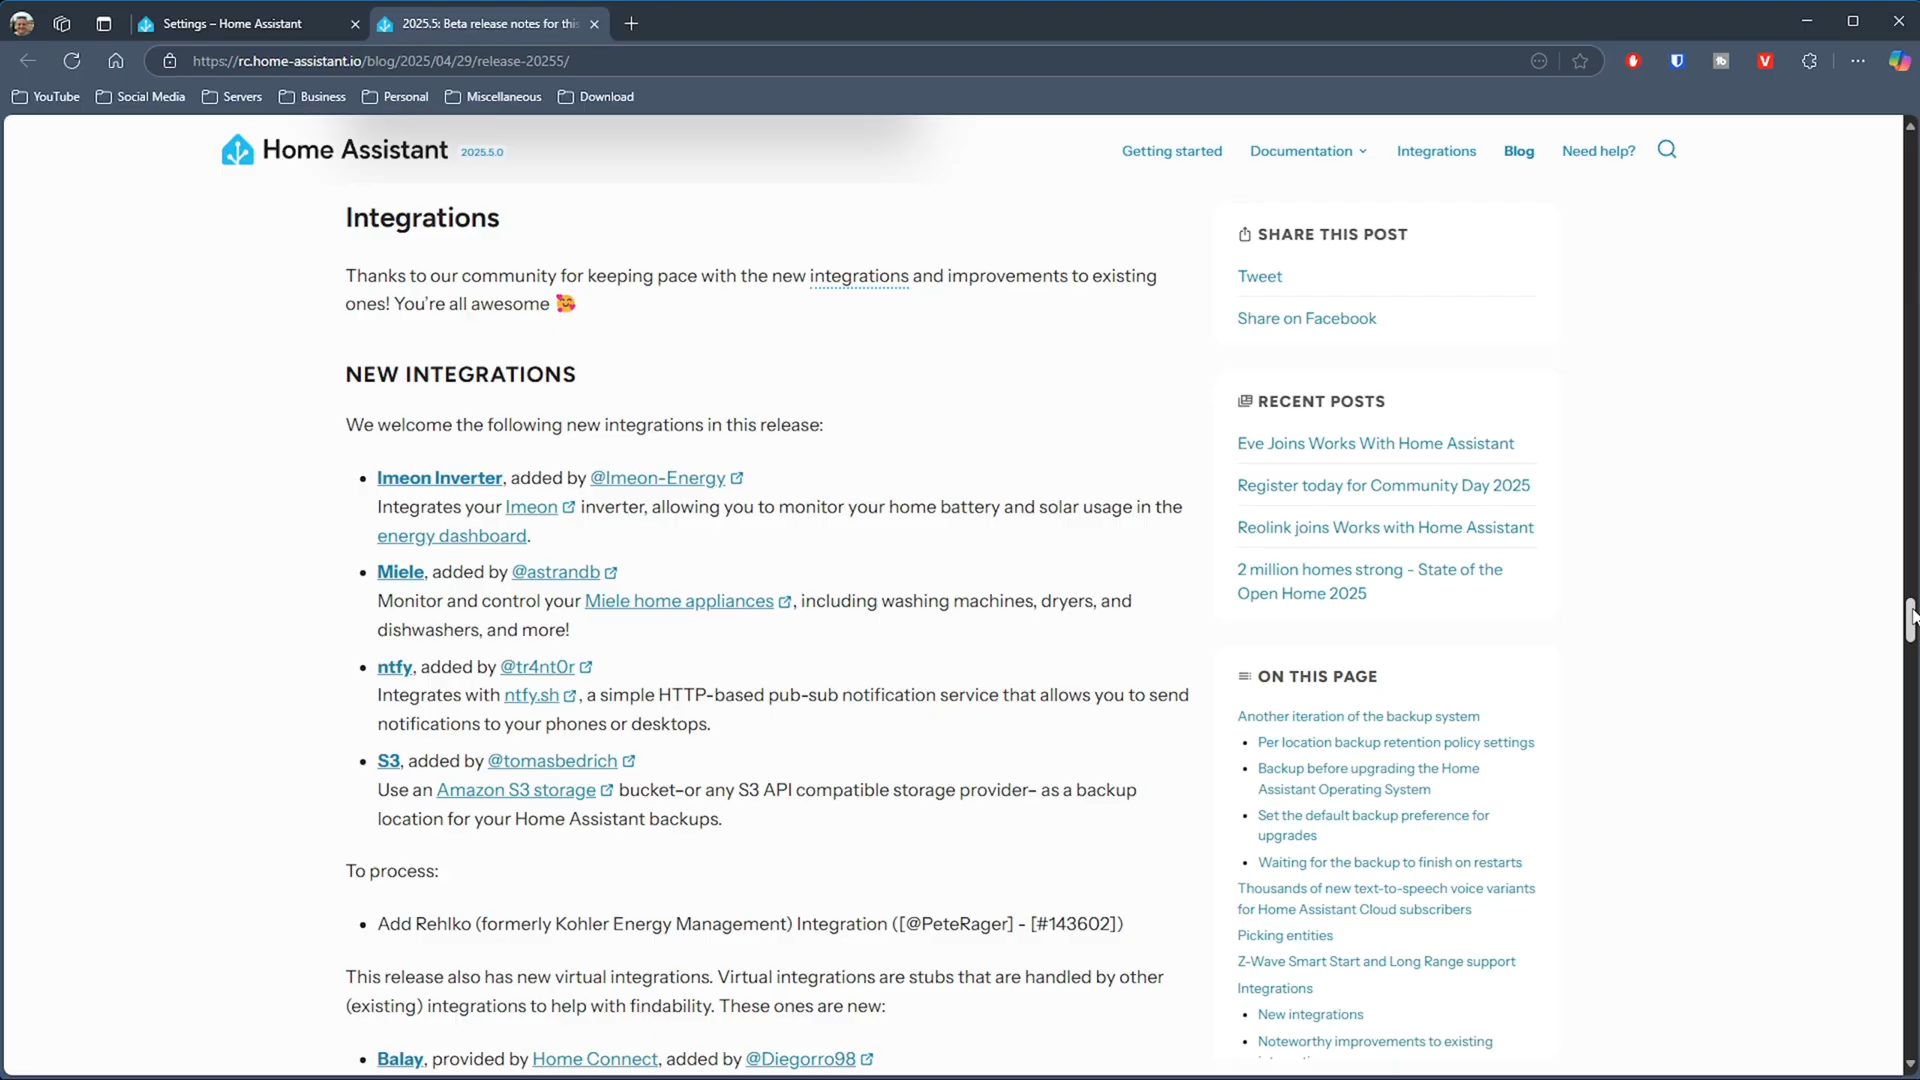 Settings – Home Assistant
2025.5: Beta release notes for this
https://rc.home-assistant.io/blog/2025/04/29/release-20255/
YouTube
Social Media
Servers
Business
Personal
Miscellaneous
Download
Home Assistant 2025.5.0
Getting started
Documentation
Integrations
Blog
Need help?
Integrations
Thanks to our community for keeping pace with the new integrations and improvements to existing
ones! You're all awesome 🥰
NEW INTEGRATIONS
We welcome the following new integrations in this release:
• Imeon Inverter, added by @Imeon-Energy
Integrates your Imeon inverter, allowing you to monitor your home battery and solar usage in the
energy dashboard.
• Miele, added by @astrandb
Monitor and control your Miele home appliances, including washing machines, dryers, and
dishwashers, and more!
• ntfy, added by @tr4nt0r
Integrates with ntfy.sh, a simple HTTP-based pub-sub notification service that allows you to send
notifications to your phones or desktops.
• S3, added by @tomasbedrich
Use an Amazon S3 storage bucket–or any S3 API compatible storage provider– as a backup
location for your Home Assistant backups.
To process:
• Add Rehlko (formerly Kohler Energy Management) Integration ([@PeteRager] - [#143602])
This release also has new virtual integrations. Virtual integrations are stubs that are handled by other
(existing) integrations to help with findability. These ones are new:
• Balay, provided by Home Connect, added by @Diegorro98
SHARE THIS POST
Tweet
Share on Facebook
RECENT POSTS
Eve Joins Works With Home Assistant
Register today for Community Day 2025
Reolink joins Works with Home Assistant
2 million homes strong - State of the
Open Home 2025
ON THIS PAGE
Another iteration of the backup system
• Per location backup retention policy settings
• Backup before upgrading the Home
Assistant Operating System
• Set the default backup preference for
upgrades
• Waiting for the backup to finish on restarts
Thousands of new text-to-speech voice variants
for Home Assistant Cloud subscribers
Picking entities
Z-Wave Smart Start and Long Range support
Integrations
• New integrations
• Noteworthy improvements to existing